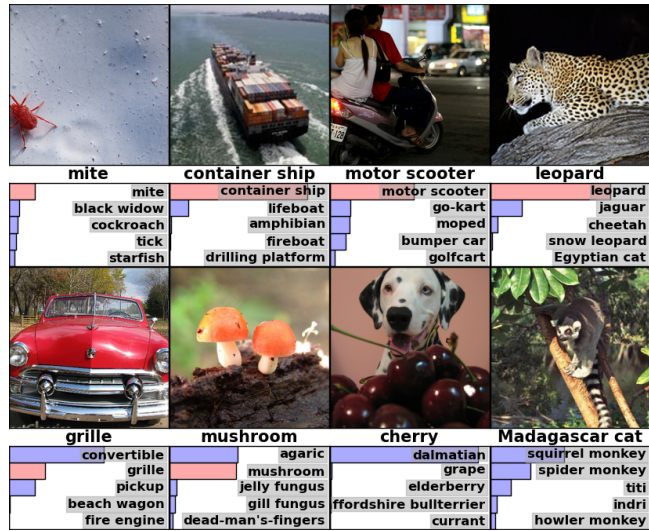 mite
container ship
motor scooter
leopard
mite
black widow
cockroach
tick
starfish
container ship
lifeboat
amphibian
fireboat
drilling platform
motor scooter
go-kart
moped
bumper car
golfcart
leopard
jaguar
cheetah
snow leopard
Egyptian cat
grille
mushroom
cherry
Madagascar cat
convertible
grille
pickup
beach wagon
fire engine
agaric
mushroom
jelly fungus
gill fungus
dead-man's-fingers
dalmatian
grape
elderberry
ffordshire bullterrier
currant
squirrel monkey
spider monkey
titi
indri
howler monkey